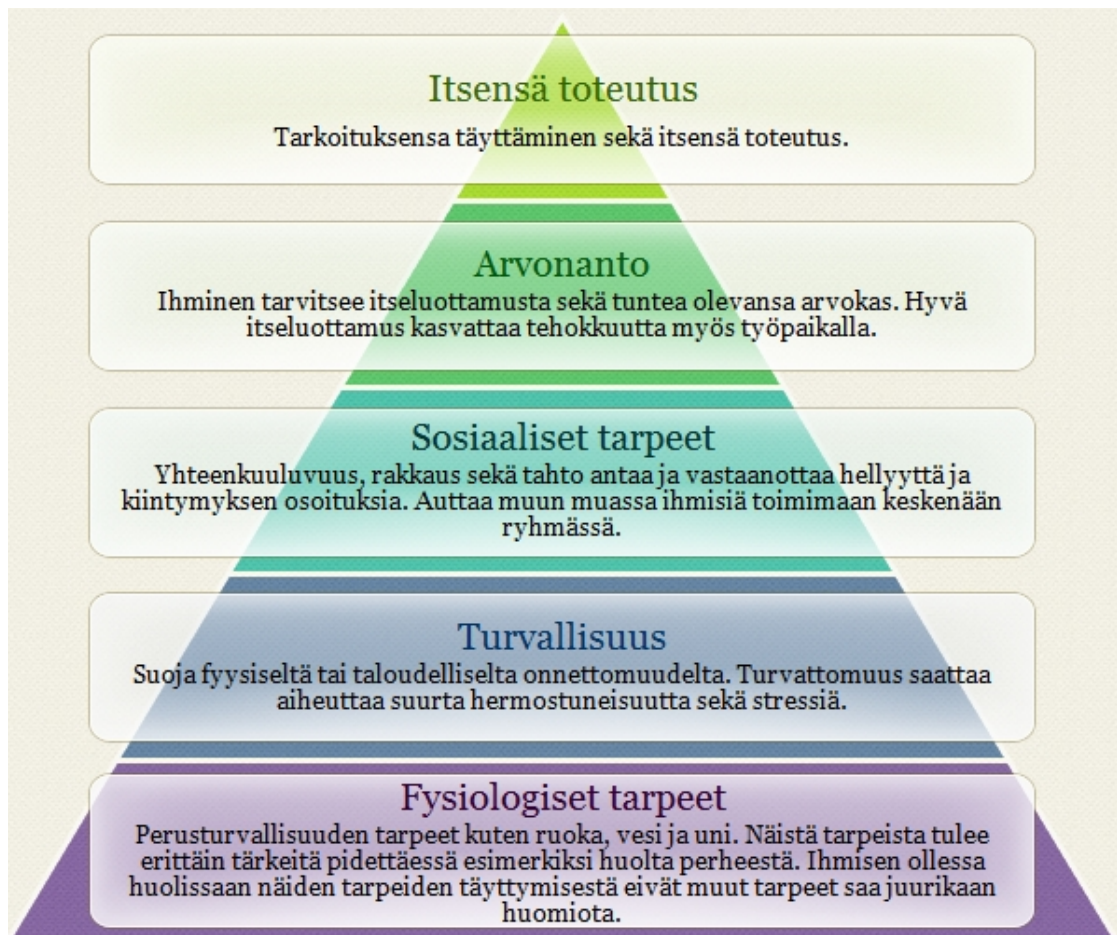 Itsensä toteutus
Tarkoituksensa täyttäminen sekä itsensä toteutus.
Arvonanto
Ihminen tarvitsee itseluottamusta sekä tuntea olevansa arvokas. Hyvä
itseluottamus kasvattaa tehokkuutta myös työpaikalla.
Sosiaaliset tarpeet
Yhteenkuuluvuus, rakkaus sekä tahto antaa ja vastaanottaa hellyyttä ja
kiintymyksen osoituksia. Auttaa muun muassa ihmisiä toimimaan keskenään
ryhmässä.
Turvallisuus
Suoja fyysiseltä tai taloudelliselta onnettomuudelta. Turvattomuus saattaa
aiheuttaa suurta hermostuneisuutta sekä stressiä.
Fysiologiset tarpeet
Perusturvallisuuden tarpeet kuten ruoka, vesi ja uni. Näistä tarpeista tulee
erittäin tärkeitä pidettäessä esimerkiksi huolta perheestä. Ihmisen ollessa
huolissaan näiden tarpeiden täyttymisestä eivät muut tarpeet saa juurikaan
huomiota.